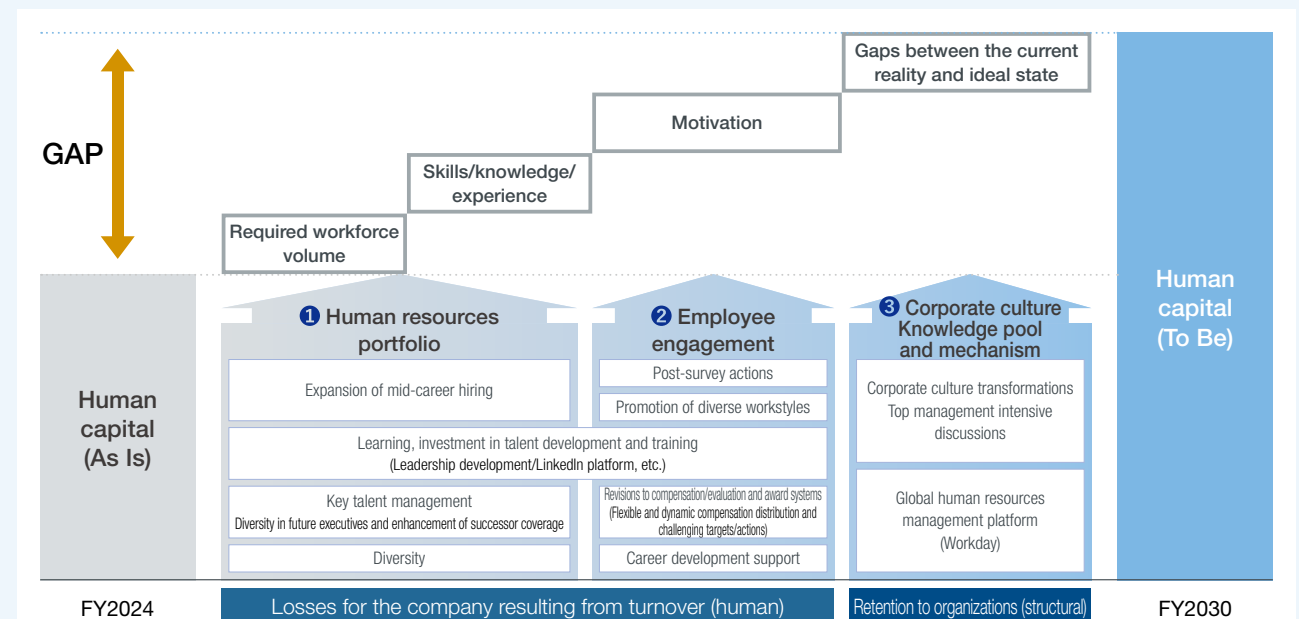 GAP
Required workforce
volume
Skills/knowledge/
experience
Motivation
Gaps between the current
reality and ideal state
Human
capital
(As Is)
1 Human resources
portfolio
Expansion of mid-career hiring
2 Employee
engagement
Post-survey actions
Promotion of diverse workstyles
Learning, investment in talent development and training
(Leadership development/LinkedIn platform, etc.)
Key talent management
Diversity in future executives and enhancement of successor coverage
Diversity
Revisions to compensation/evaluation and award systems
(Flexible and dynamic compensation distribution and
challenging targets/actions)
Career development support
3 Corporate culture
Knowledge pool
and mechanism
Corporate culture transformations
Top management intensive
discussions
Global human resources
management platform
(Workday)
Human
capital
(To Be)
FY2024
Losses for the company resulting from turnover (human)
Retention to organizations (structural)
FY2030